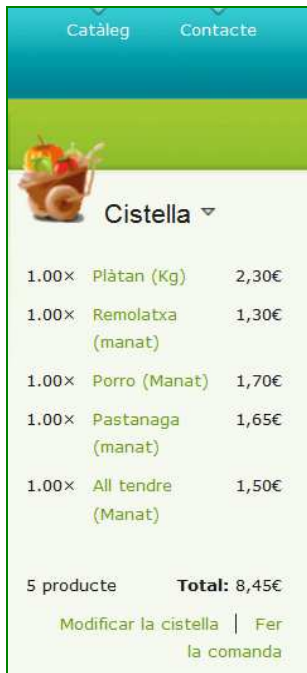 Catàleg Contacte
Cistella
1.00× Plàtan (Kg) 2,30€
1.00× Remolatxa 1,30€
(manat)
1.00× Porro (Manat) 1,70€
1.00× Pastanaga 1,65€
(manat)
1.00× All tendre 1,50€
(Manat)
5 producte Total: 8,45€
Modificar la cistella | Fer
la comanda